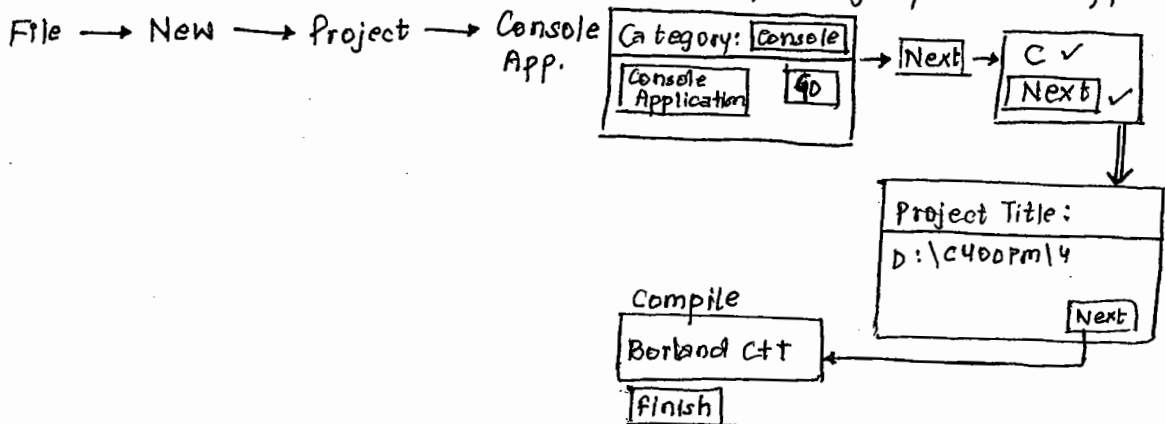 File → New → Project → Console App.
Category: Console
Console Application
GO
Next
C ✓
Next ✓
Project Title:
D:\C400PM\4
Next
Compile
Borland C++
finish